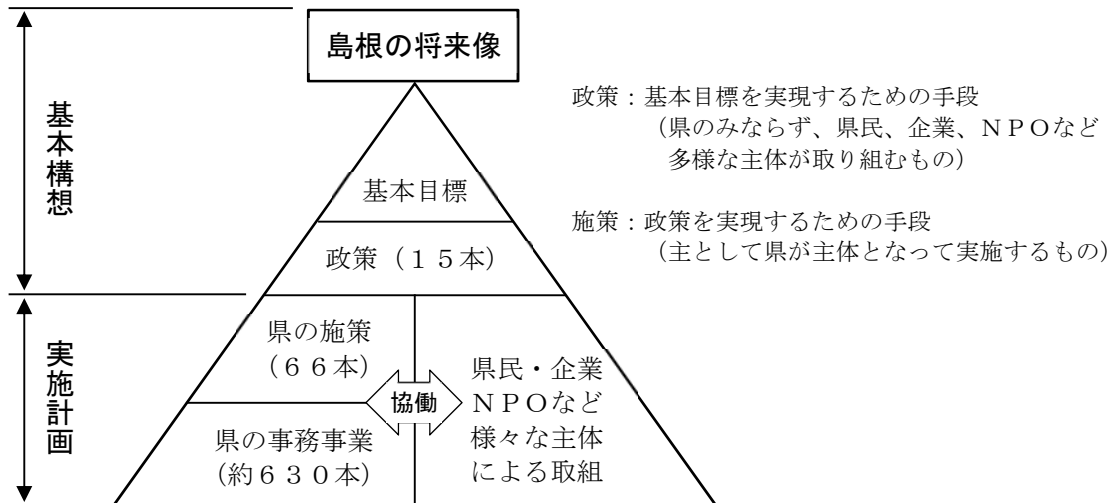 島根の将来像
基本構想
基本目標
政策（１５本）
政策：基本目標を実現するための手段
（県のみならず、県民、企業、ＮＰＯなど
多様な主体が取り組むもの）
施策：政策を実現するための手段
（主として県が主体となって実施するもの）
実施計画
県の施策
（６６本）
県の事務事業
（約６３０本）
協働
県民・企業
ＮＰＯなど
様々な主体
による取組